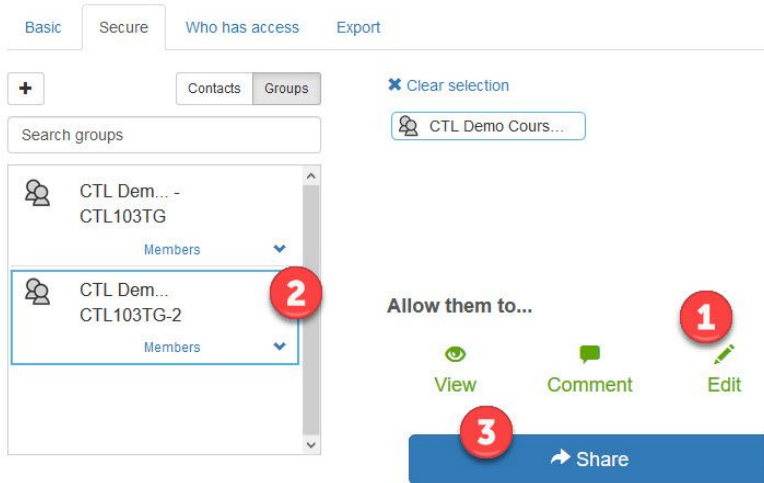 Basic Secure Who has access Export
+ Contacts Groups
Search groups
CTL Dem... -
CTL103TG
Members
CTL Dem...
CTL103TG-2
Members
2
Clear selection
CTL Demo Cours...
Allow them to...
1
View Comment Edit
3
Share